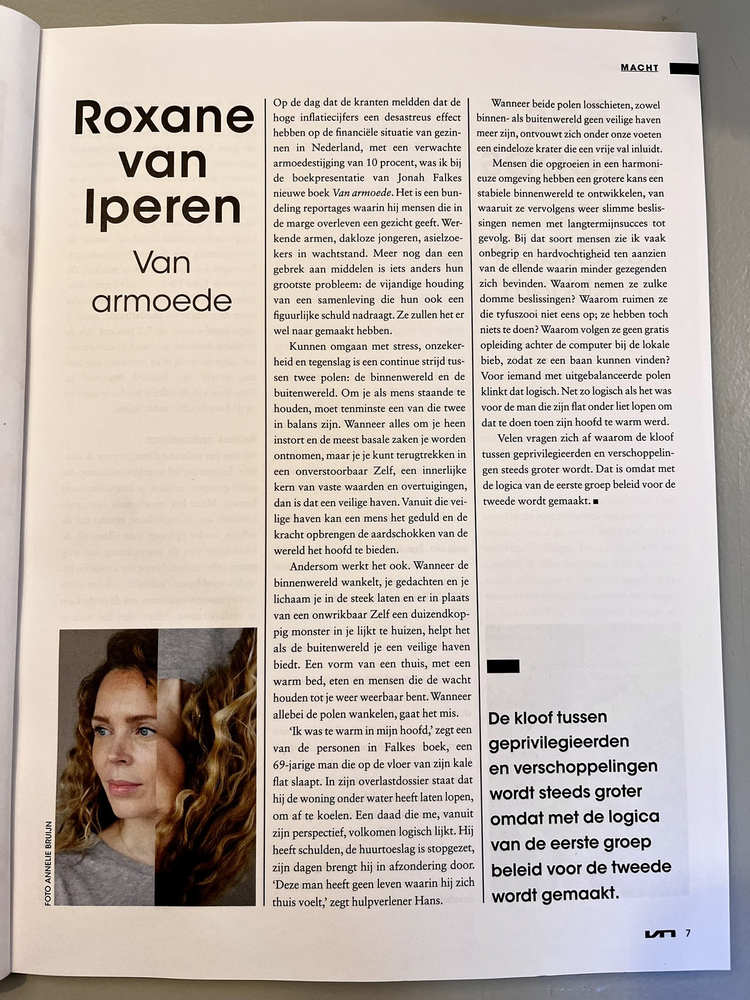 MACHT
Roxane
van
Iperen
Van
armoede
Op de dag dat de kranten meldden dat de
hoge inflatiecijfers een desastreus effect
hebben op de financiële situatie van gezin-
nen in Nederland, met een verwachte
armoedestijging van 10 procent, was ik bij
de boekpresentatie van Jonah Falkes
nieuwe boek Van armoede. Het is een bun-
deling reportages waarin hij mensen die in
de marge overleven een gezicht geeft. Wer-
kende armen, dakloze jongeren, asielzoe-
kers in wachtstand. Meer nog dan een
gebrek aan middelen is iets anders hun
grootste probleem: de vijandige houding
van een samenleving die hun ook een
figuurlijke schuld nadraagt. Ze zullen het er
wel naar gemaakt hebben.
Kunnen omgaan met stress, onzeker-
heid en tegenslag is een continue strijd tus-
sen twee polen: de binnenwereld en de
buitenwereld. Om je als mens staande te
houden, moet tenminste een van die twee
in balans zijn. Wanneer alles om je heen
instort en de meest basale zaken je worden
ontnomen, maar je je kunt terugtrekken in
een onverstoorbaar Zelf, een innerlijke
kern van vaste waarden en overtuigingen,
dan is dat een veilige haven. Vanuit die vei-
lige haven kan een mens het geduld en de
kracht opbrengen de aardschokken van de
wereld het hoofd te bieden.
Andersom werkt het ook. Wanneer de
binnenwereld wankelt, je gedachten en je
lichaam je in de steek laten en er in plaats
van een onwrikbaar Zelf een duizendkop-
pig monster in je lijkt te huizen, helpt het
als de buitenwereld je een veilige haven
biedt. Een vorm van een thuis, met een
warm bed, eten en mensen die de wacht
houden tot je weer weerbaar bent. Wanneer
allebei de polen wankelen, gaat het mis.
‘Ik was te warm in mijn hoofd,’ zegt een
van de personen in Falkes boek, een
69-jarige man die op de vloer van zijn kale
flat slaapt. In zijn overlastdossier staat dat
hij de woning onder water heeft laten lopen,
om af te koelen. Een daad die me, vanuit
zijn perspectief, volkomen logisch lijkt. Hij
heeft schulden, de huurtoeslag is stopgezet,
zijn dagen brengt hij in afzondering door.
‘Deze man heeft geen leven waarin hij zich
thuis voelt,’ zegt hulpverlener Hans.
Wanneer beide polen losschieten, zowel
binnen- als buitenwereld geen veilige haven
meer zijn, ontvouwt zich onder onze voeten
een eindeloze krater die een vrije val inluidt.
Mensen die opgroeien in een harmoni-
euze omgeving hebben een grotere kans een
stabiele binnenwereld te ontwikkelen, van
waaruit ze vervolgens weer slimme beslis-
singen nemen met langtermijnsucces tot
gevolg. Bij dat soort mensen zie ik vaak
onbegrip en hardvochtigheid ten aanzien
van de ellende waarin minder gezegenden
zich bevinden. Waarom nemen ze zulke
domme beslissingen? Waarom ruimen ze
die tyfuszooi niet eens op; ze hebben toch
niets te doen? Waarom volgen ze geen gratis
opleiding achter de computer bij de lokale
bieb, zodat ze een baan kunnen vinden?
Voor iemand met uitgebalanceerde polen
klinkt dat logisch. Net zo logisch als het was
voor de man die zijn flat onder liet lopen om
dat te doen toen zijn hoofd te warm werd.
Velen vragen zich af waarom de kloof
tussen geprivilegieerden en verschoppelin-
gen steeds groter wordt. Dat is omdat met
de logica van de eerste groep beleid voor de
tweede wordt gemaakt. ■
De kloof tussen
geprivilegieerden
en verschoppelingen
wordt steeds groter
omdat met de logica
van de eerste groep
beleid voor de tweede
wordt gemaakt.
FOTO ANNELIE BRUIJN
VN 7